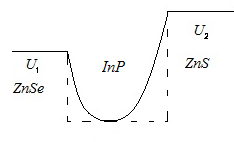 U₂
U₁ InP ZnS
ZnSe